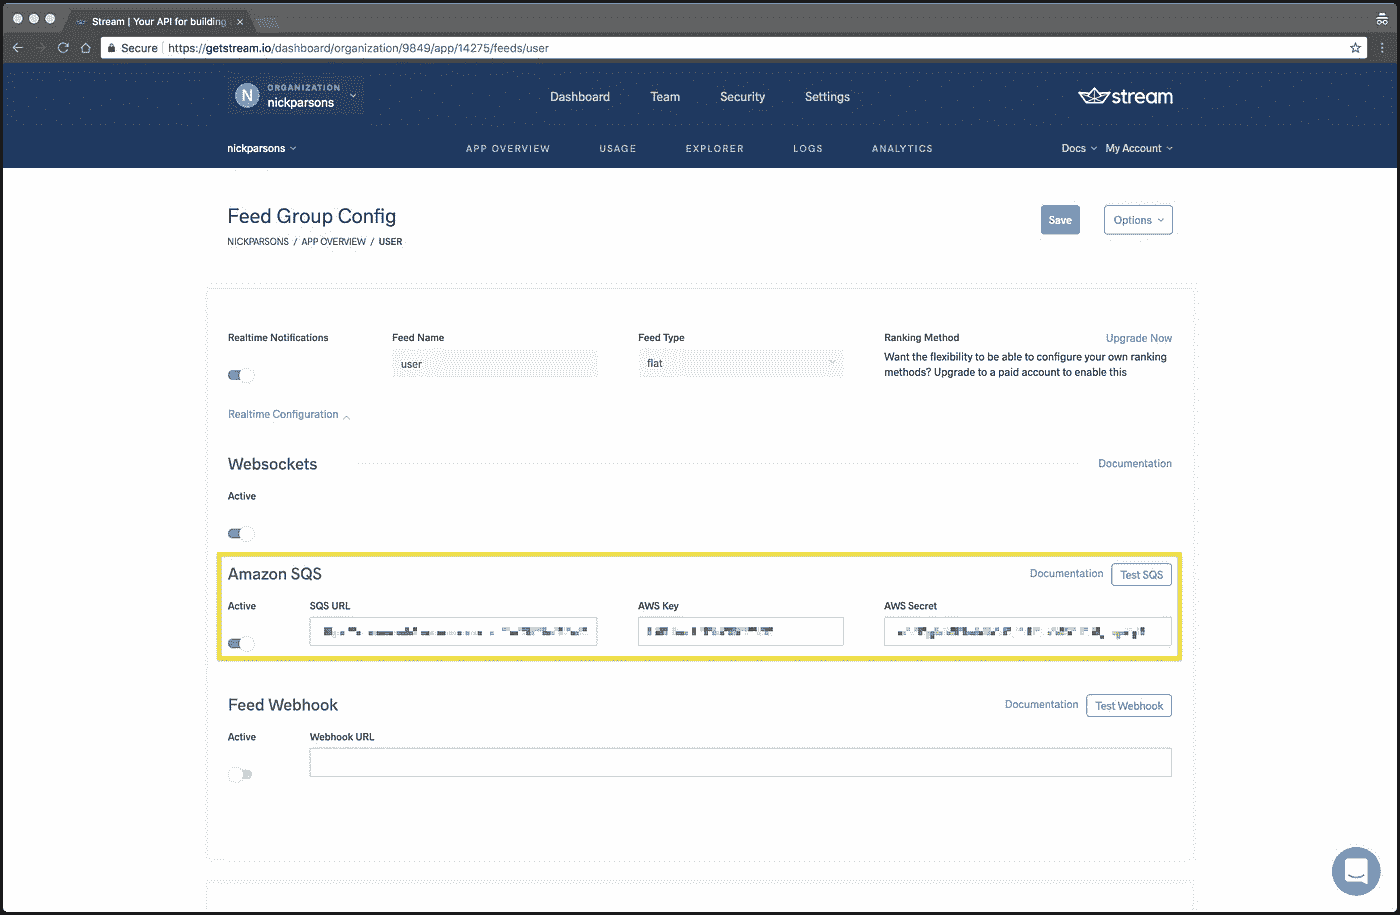 Stream | Your API for building
Secure https://getstream.io/dashboard/organization/9849/app/14275/feeds/user
N ORGANIZATION
nickparsons
Dashboard Team Security Settings
stream
nickparsons APP OVERVIEW USAGE EXPLORER LOGS ANALYTICS Docs My Account
Feed Group Config
Save Options
NICKPARSONS / APP OVERVIEW / USER
Realtime Notifications Feed Name Feed Type Ranking Method Upgrade Now
user flat Want the flexibility to be able to configure your own ranking
methods? Upgrade to a paid account to enable this
Realtime Configuration
Websockets Documentation
Active
Amazon SQS Documentation Test SQS
Active SQS URL AWS Key AWS Secret
Feed Webhook Documentation Test Webhook
Active Webhook URL